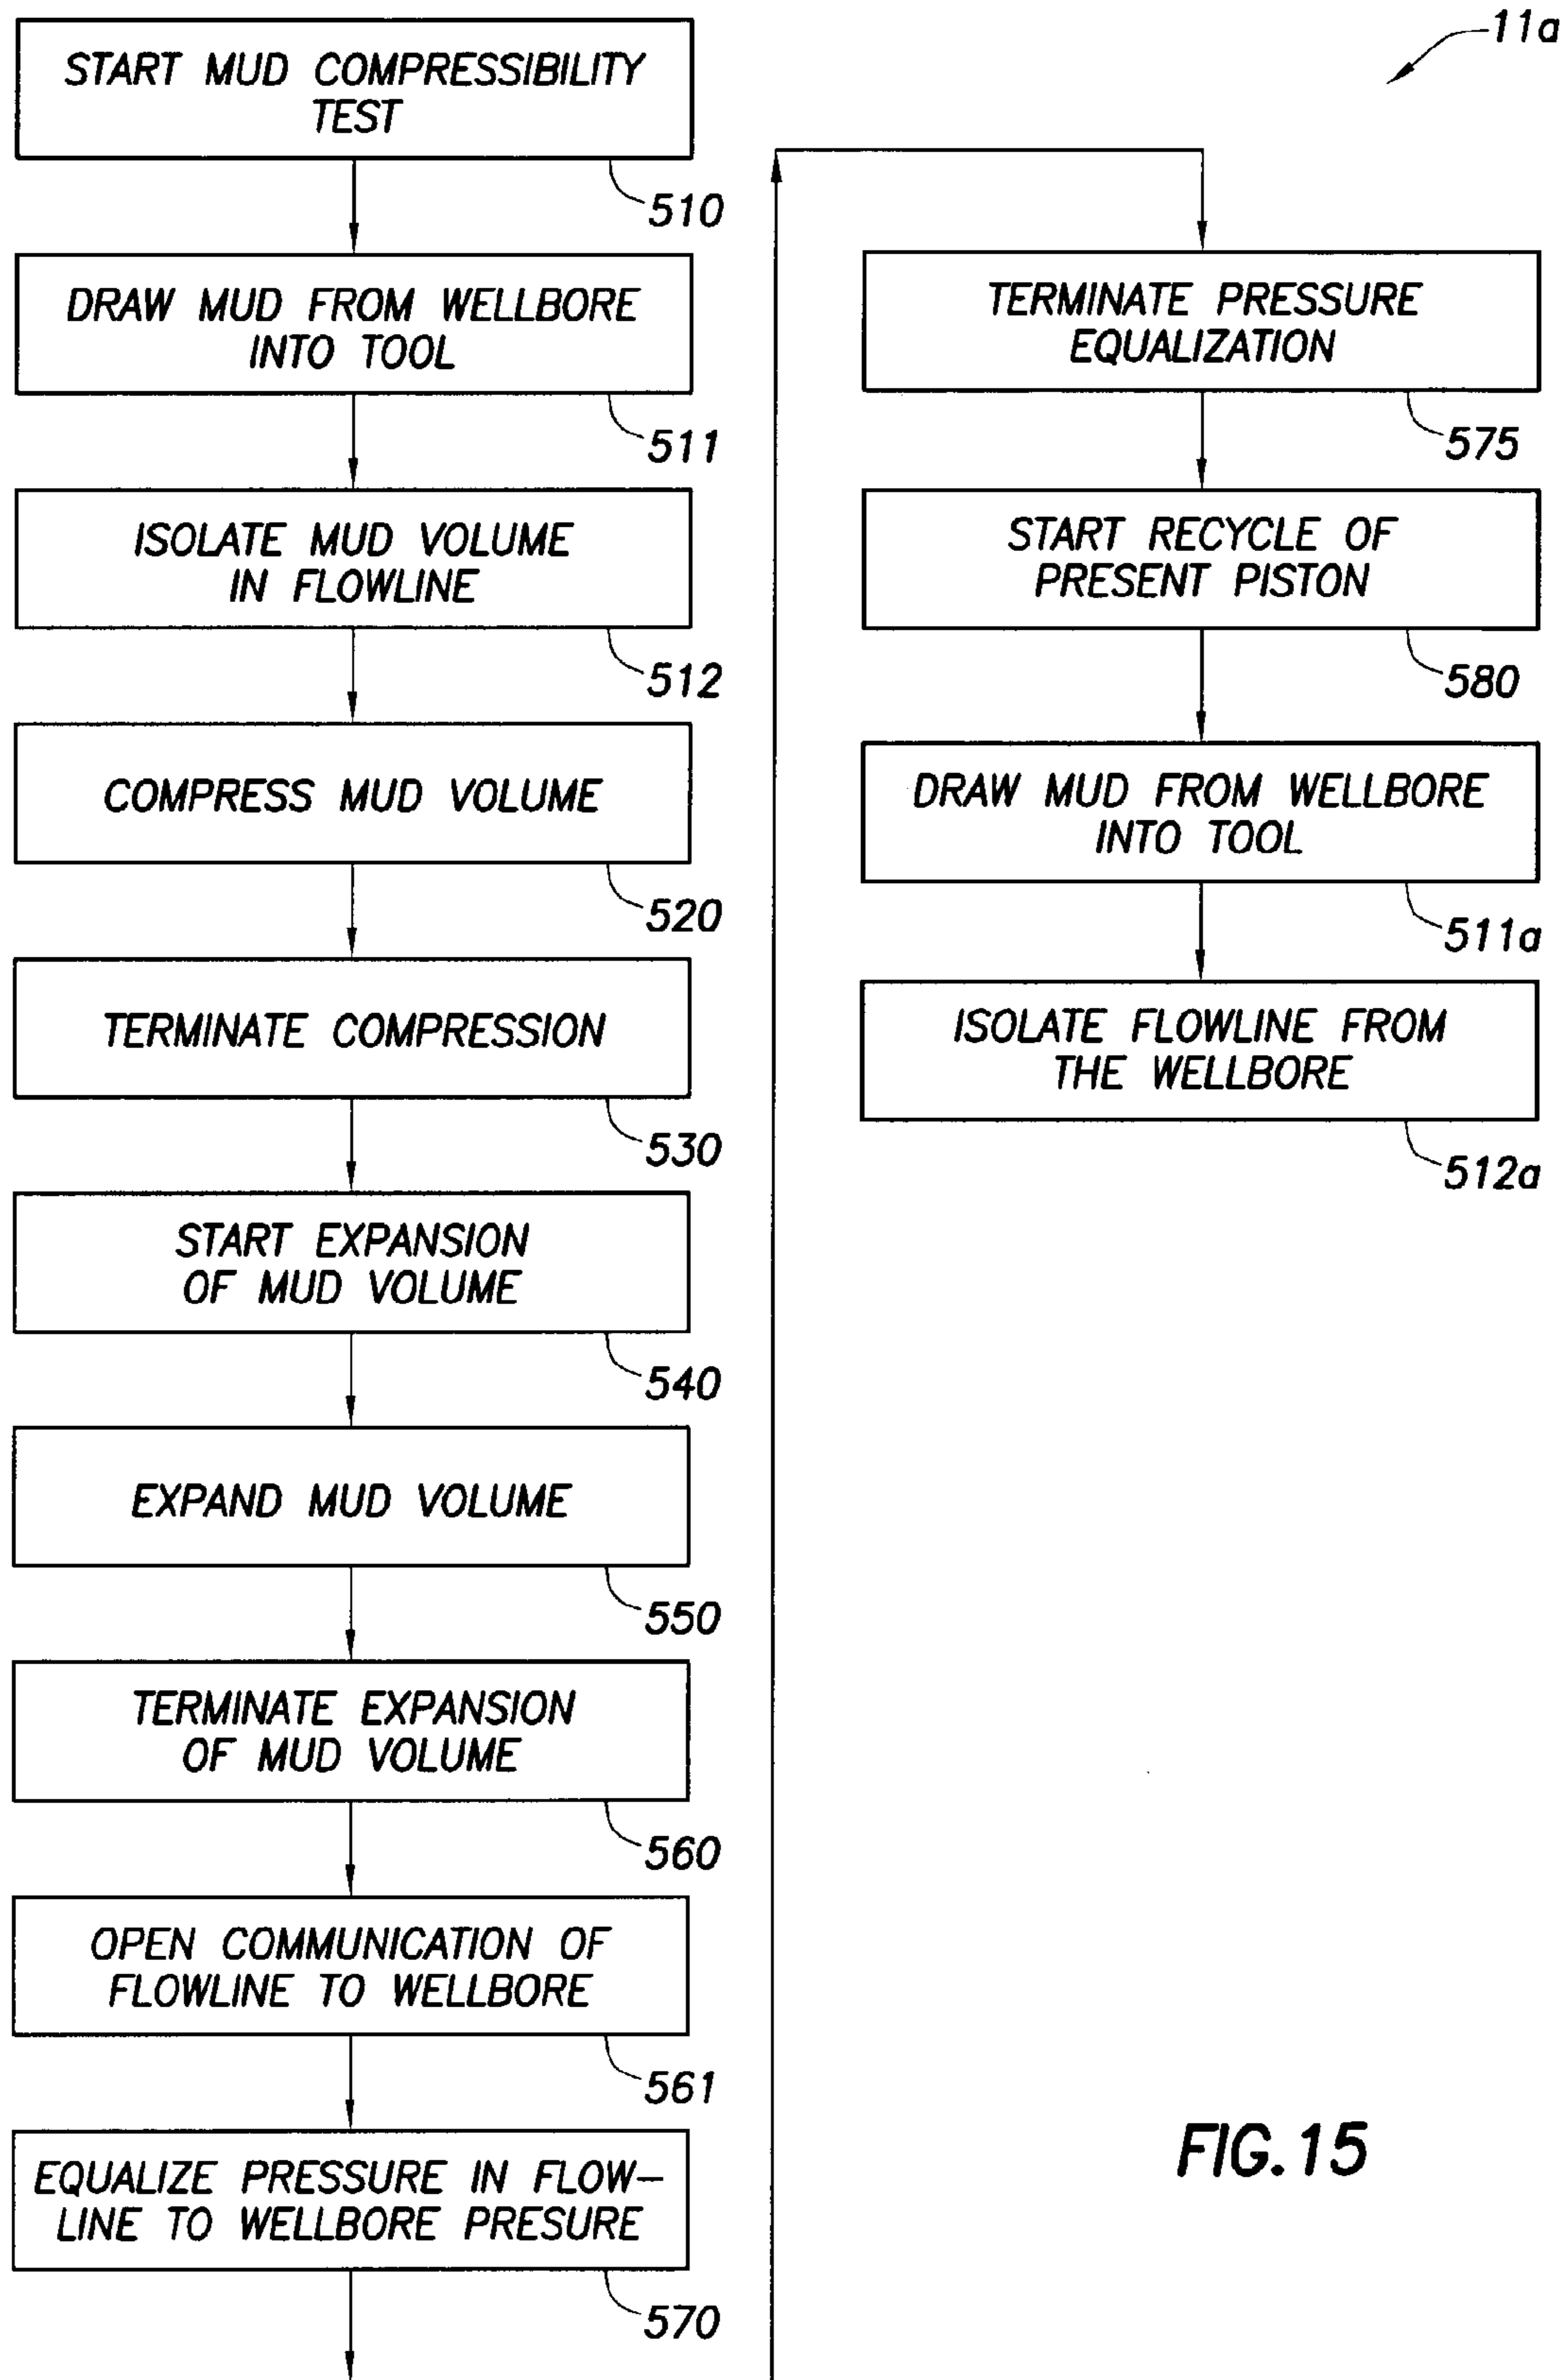 START MUD COMPRESSIBILITY
TEST
510
DRAW MUD FROM WELLBORE
INTO TOOL
511
ISOLATE MUD VOLUME
IN FLOWLINE
512
COMPRESS MUD VOLUME
520
TERMINATE COMPRESSION
530
START EXPANSION
OF MUD VOLUME
540
EXPAND MUD VOLUME
550
TERMINATE EXPANSION
OF MUD VOLUME
560
OPEN COMMUNICATION OF
FLOWLINE TO WELLBORE
561
EQUALIZE PRESSURE IN FLOW-
LINE TO WELLBORE PRESURE
570
11a
TERMINATE PRESSURE
EQUALIZATION
575
START RECYCLE OF
PRESENT PISTON
580
DRAW MUD FROM WELLBORE
INTO TOOL
511a
ISOLATE FLOWLINE FROM
THE WELLBORE
512a
FIG.15